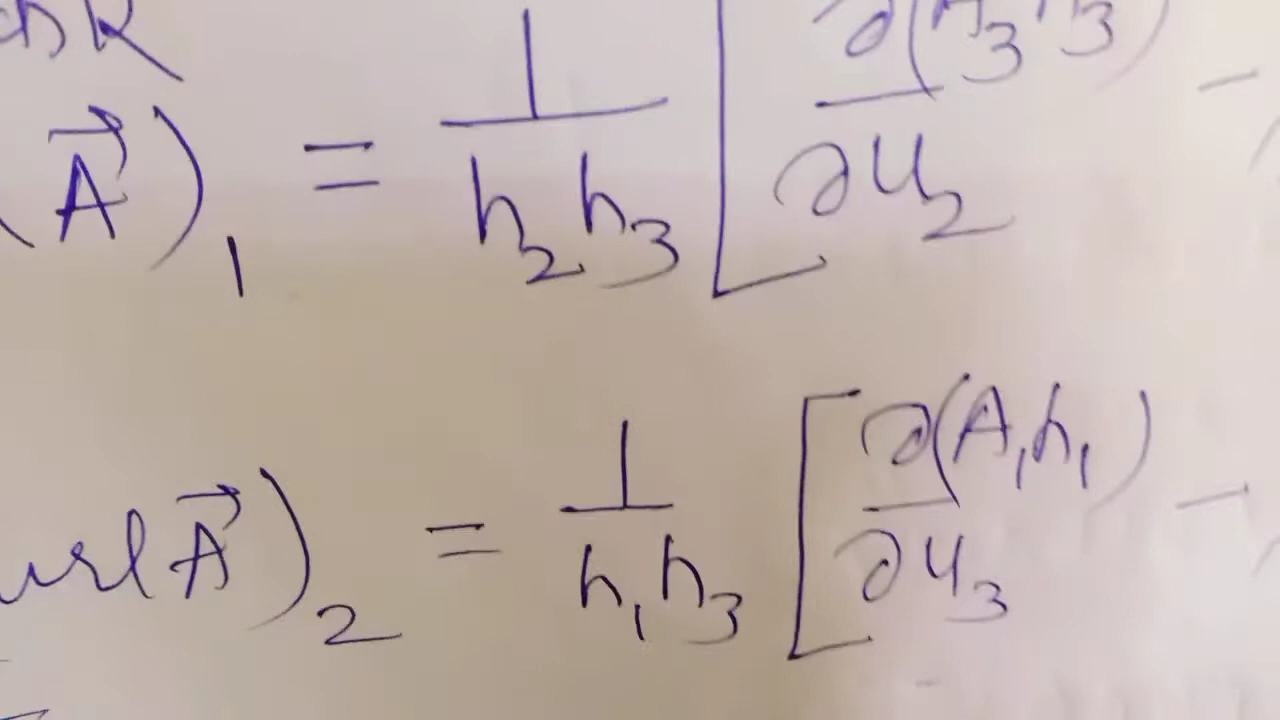 A⃗)₁ = 1/(h₂h₃) [∂(A₃h₃)/∂u₂ −
url A⃗)₂ = 1/(h₁h₃) [∂(A₁h₁)/∂u₃ −